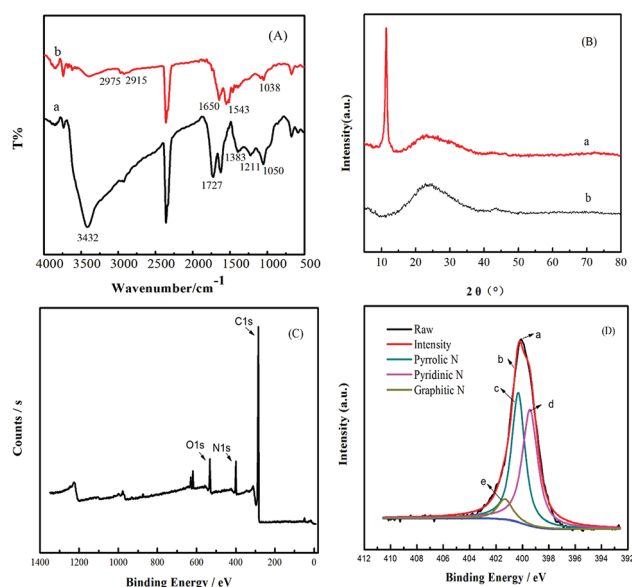 (A)
b
2975 2915
1650
1543
1038
a
1727
1383
1211
1050
3432
T%
4000 3500 3000 2500 2000 1500 1000 500
Wavenumber/cm-1
(B)
a
b
Intensity(a.u.)
10 20 30 40 50 60 70 80
2 θ (°)
(C)
C1s
O1s
N1s
Counts / s
1400 1200 1000 800 600 400 200 0
Binding Energy / eV
(D)
Raw
Intensity
Pyrrolic N
Pyridinic N
Graphitic N
a
b
c
d
e
Intensity (a.u.)
412 410 408 406 404 402 400 398 396 394 392
Binding Energy / eV